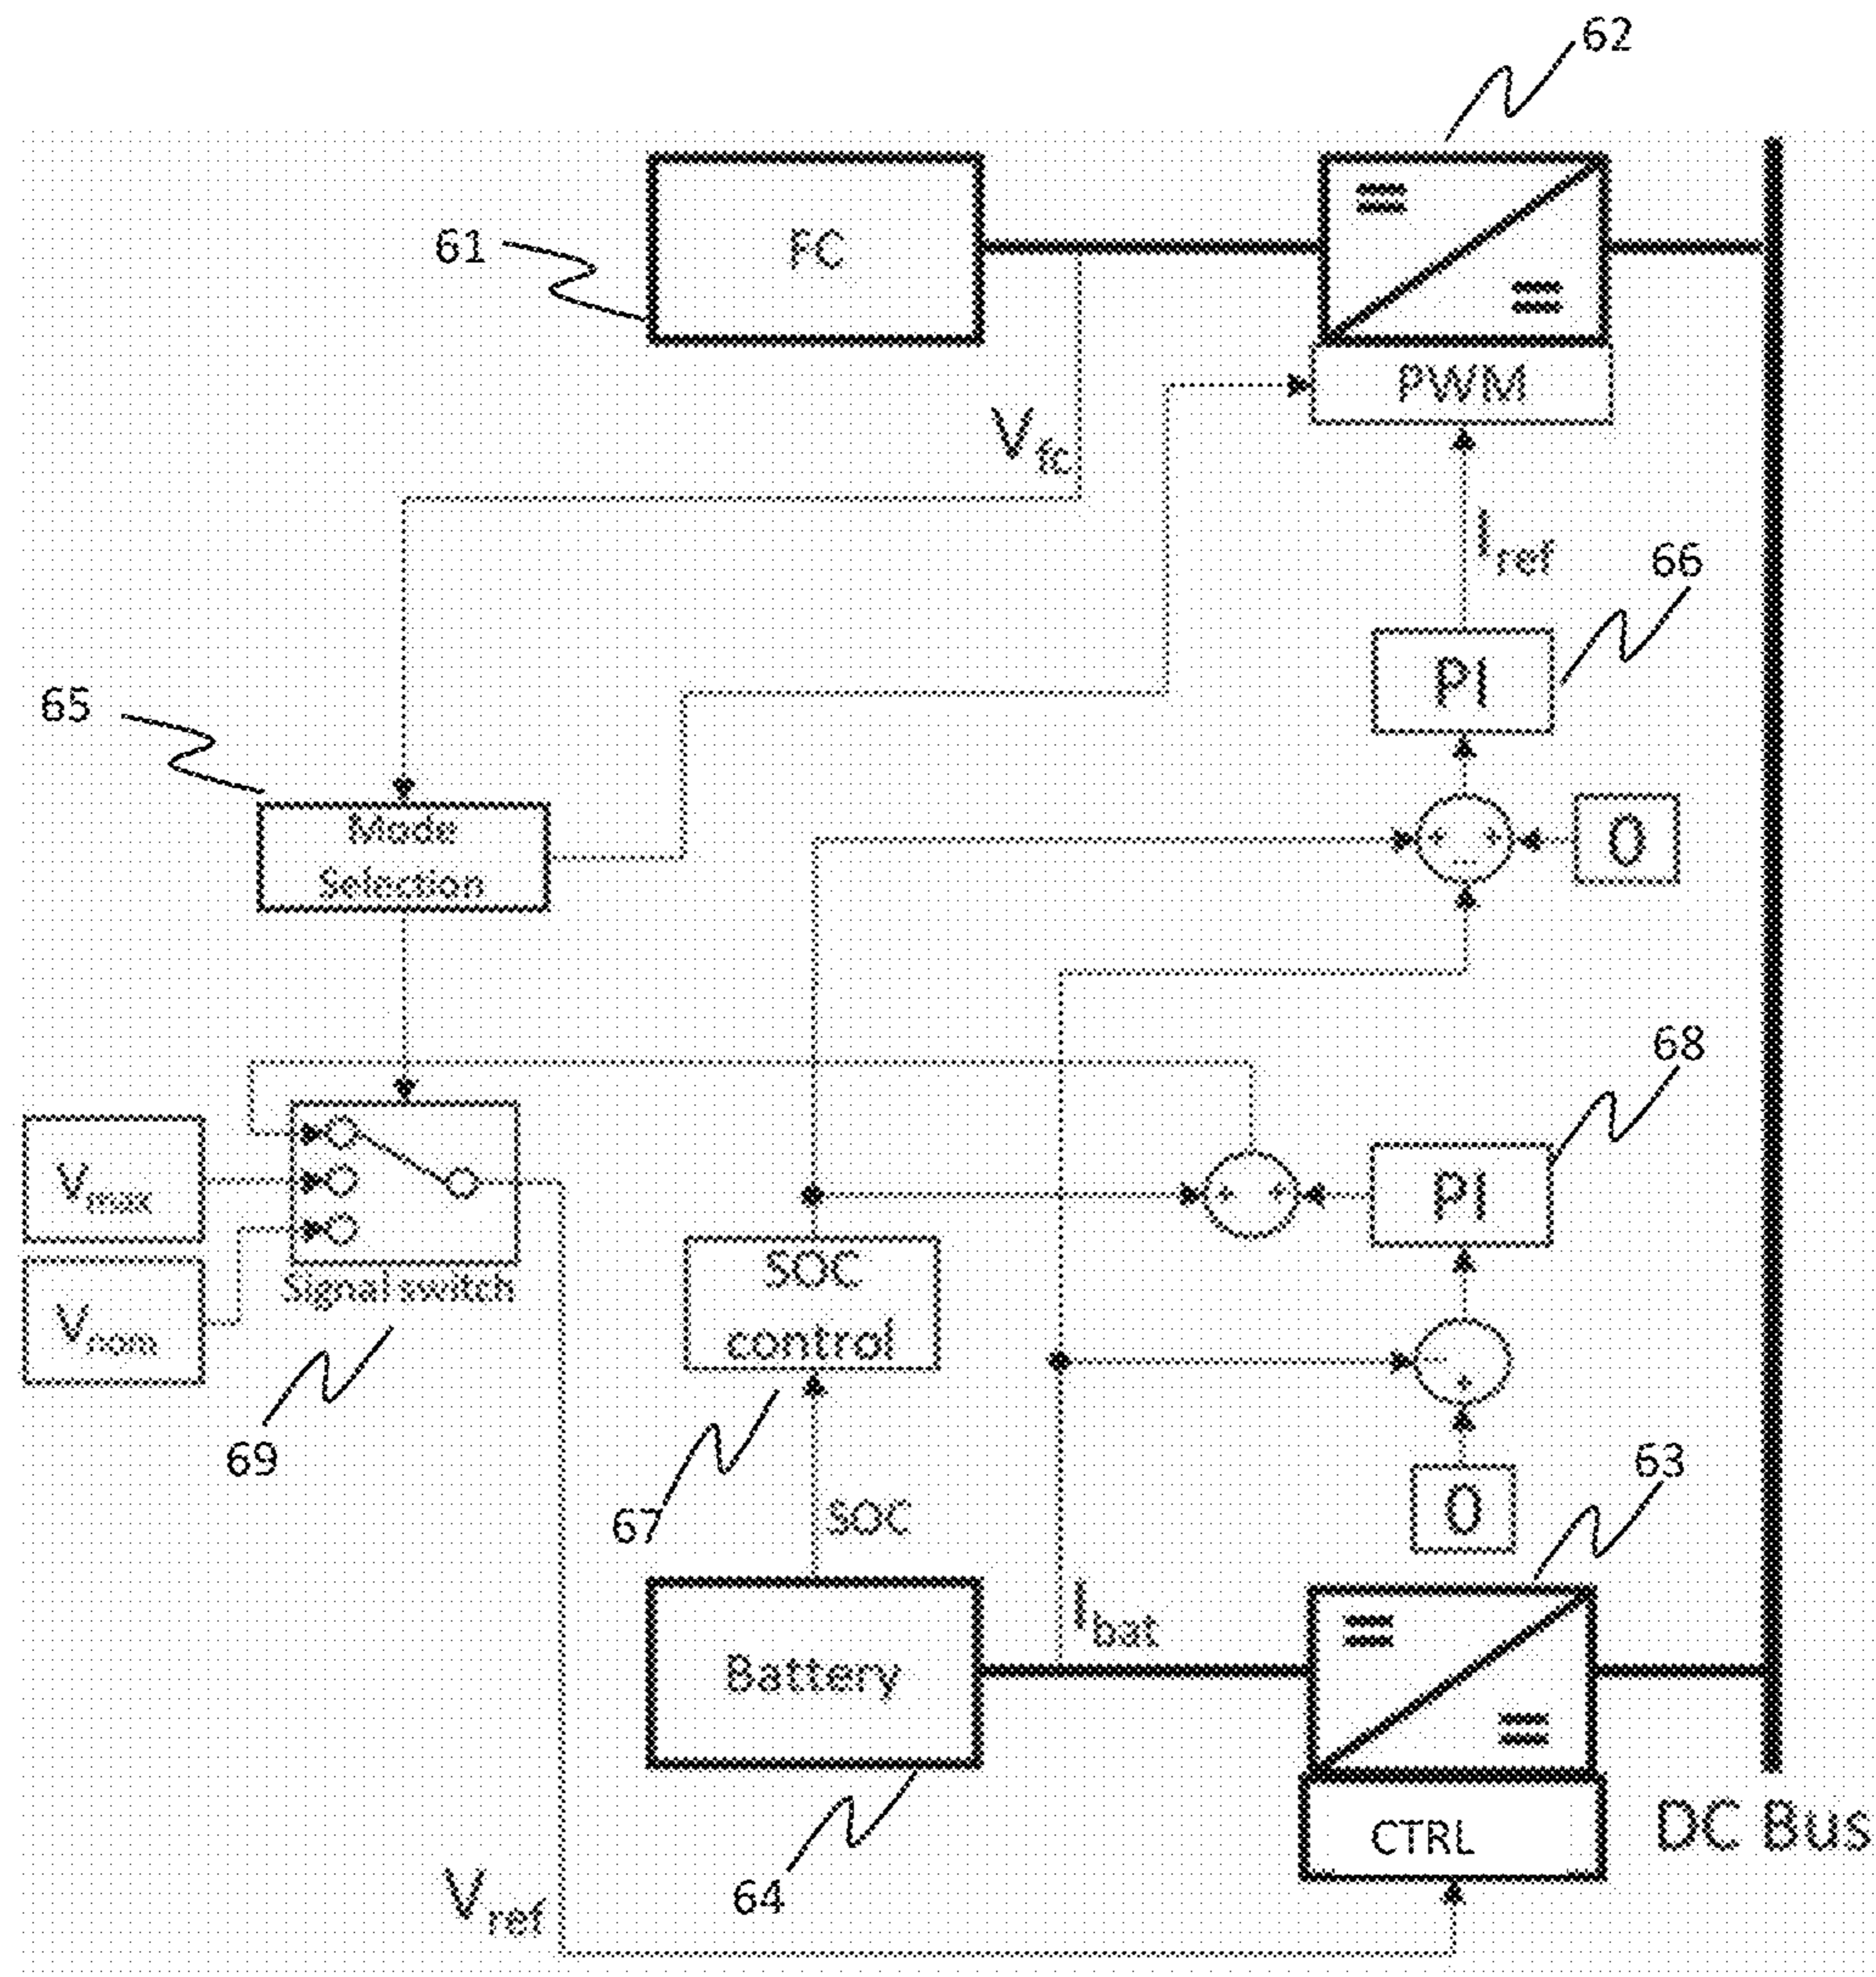 62
61
FC
PWM
Vfc
Iref
66
65
PI
Mode
Selection
0
68
Vmax
PI
Signal switch
SOC
control
Vnom
69
67
SOC
0
63
Ibat
Battery
CTRL
DC Bus
64
Vref